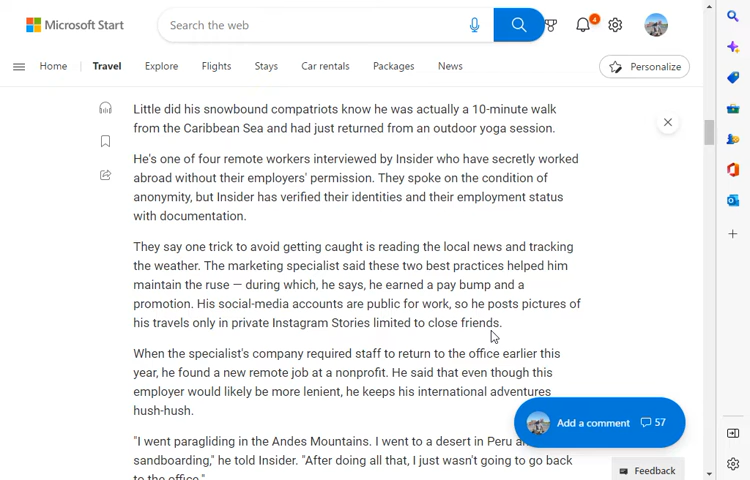 Microsoft Start
Search the web
4
Home
Travel
Explore
Flights
Stays
Car rentals
Packages
News
Personalize
Little did his snowbound compatriots know he was actually a 10-minute walk
from the Caribbean Sea and had just returned from an outdoor yoga session.
He's one of four remote workers interviewed by Insider who have secretly worked
abroad without their employers' permission. They spoke on the condition of
anonymity, but Insider has verified their identities and their employment status
with documentation.
They say one trick to avoid getting caught is reading the local news and tracking
the weather. The marketing specialist said these two best practices helped him
maintain the ruse — during which, he says, he earned a pay bump and a
promotion. His social-media accounts are public for work, so he posts pictures of
his travels only in private Instagram Stories limited to close friends.
When the specialist's company required staff to return to the office earlier this
year, he found a new remote job at a nonprofit. He said that even though this
employer would likely be more lenient, he keeps his international adventures
hush-hush.
"I went paragliding in the Andes Mountains. I went to a desert in Peru
sandboarding," he told Insider. "After doing all that, I just wasn't going to go back
to the office."
Add a comment
57
Feedback